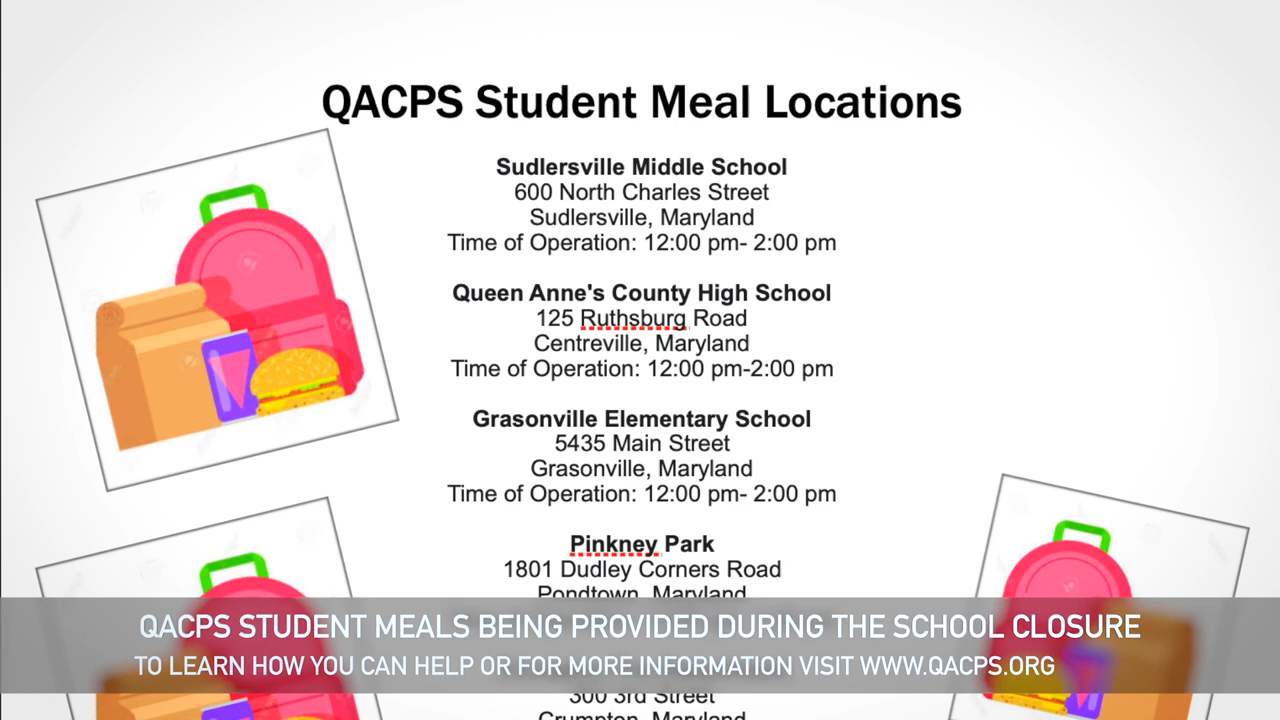 QACPS Student Meal Locations
Sudlersville Middle School
600 North Charles Street
Sudlersville, Maryland
Time of Operation: 12:00 pm- 2:00 pm
Queen Anne's County High School
125 Ruthsburg Road
Centreville, Maryland
Time of Operation: 12:00 pm-2:00 pm
Grasonville Elementary School
5435 Main Street
Grasonville, Maryland
Time of Operation: 12:00 pm- 2:00 pm
Pinkney Park
1801 Dudley Corners Road
Pondtown, Maryland
QACPS STUDENT MEALS BEING PROVIDED DURING THE SCHOOL CLOSURE
TO LEARN HOW YOU CAN HELP OR FOR MORE INFORMATION VISIT WWW.QACPS.ORG
300 3rd Street
Crumpton, Maryland